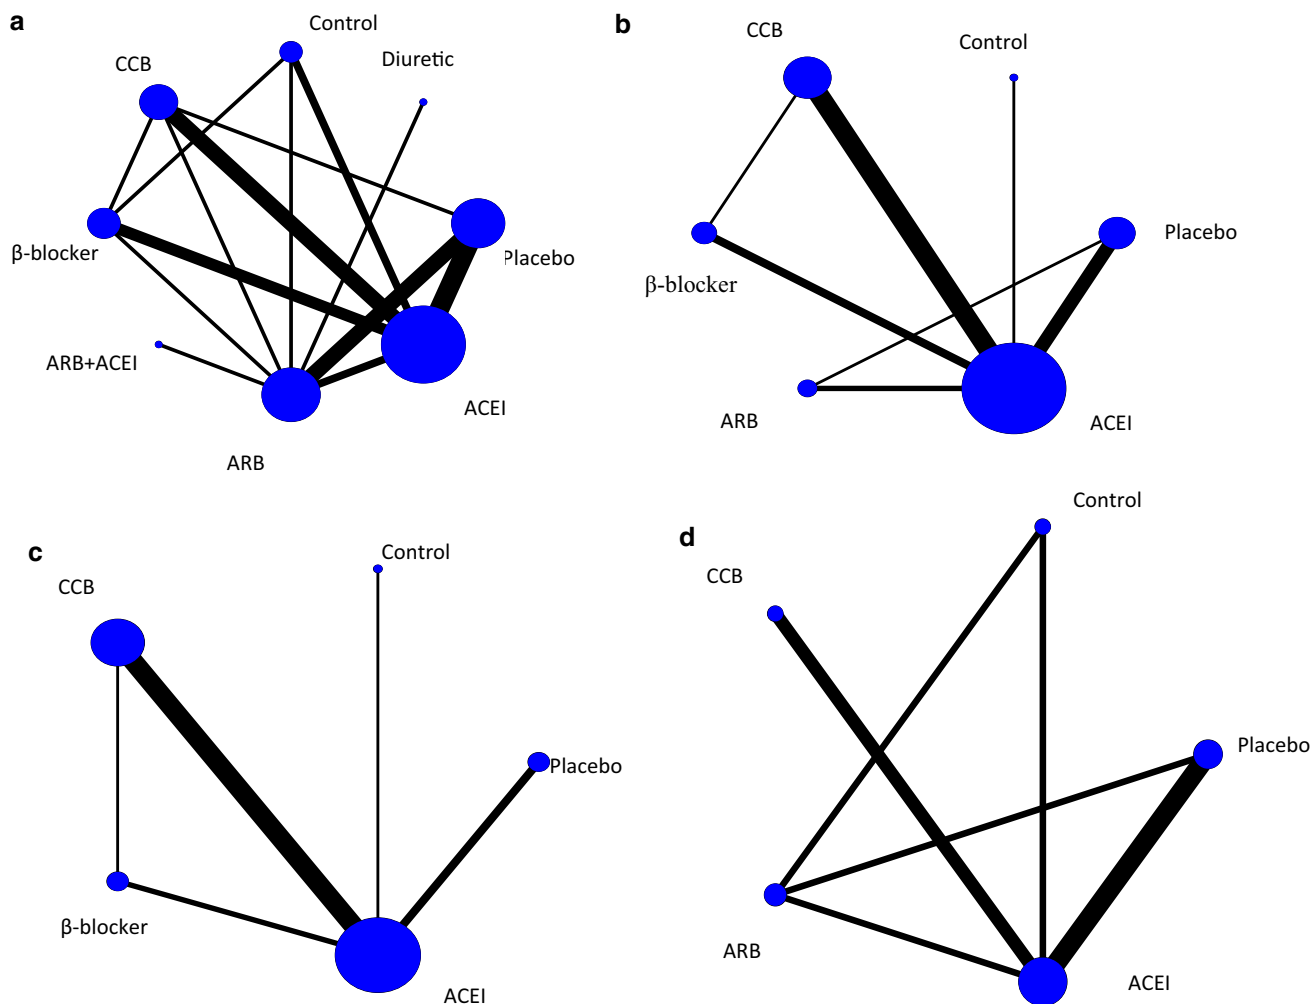 a
Control
Diuretic
CCB
β-blocker
Placebo
ARB+ACEI
ACEI
ARB
b
CCB
Control
Placebo
β-blocker
ARB
ACEI
c
Control
CCB
Placebo
β-blocker
ACEI
d
Control
CCB
Placebo
ARB
ACEI